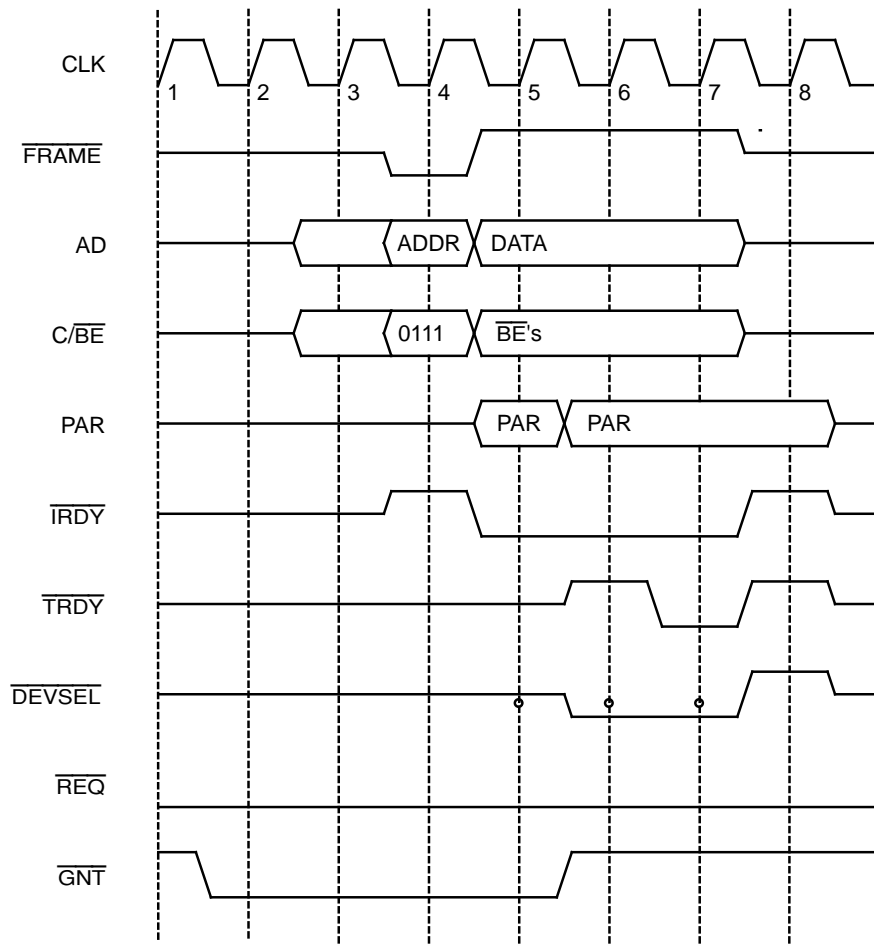 CLK
1 2 3 4 5 6 7 8
FRAME
AD ADDR DATA
C/BE 0111 BE's
PAR PAR PAR
IRDY
TRDY
DEVSEL
REQ
GNT